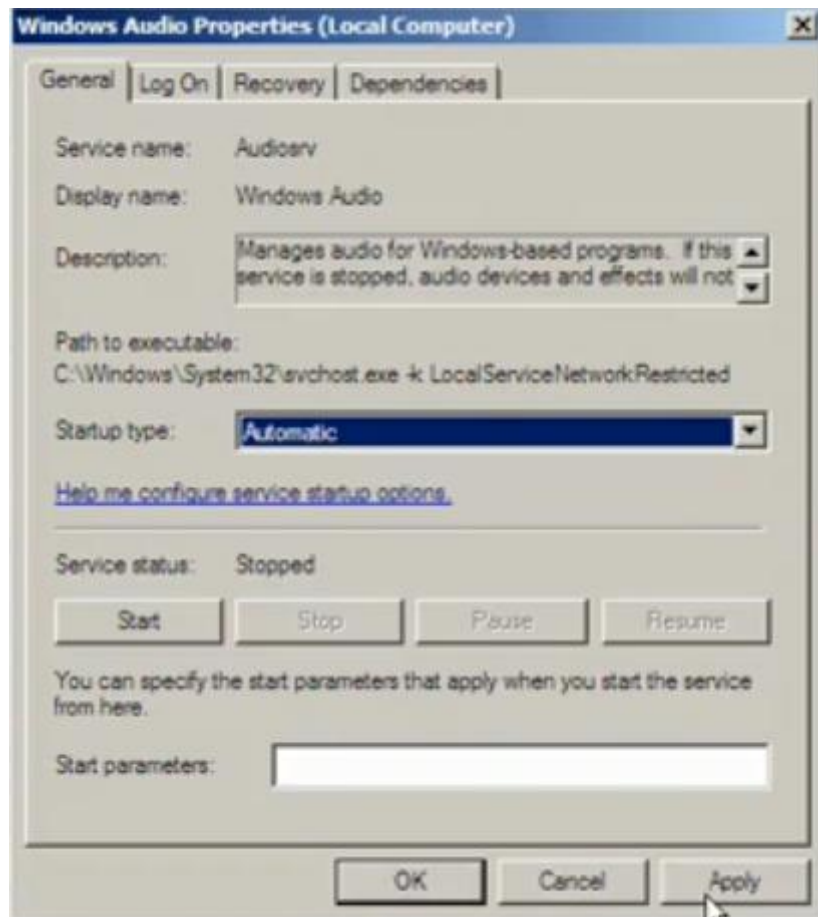 Windows Audio Properties (Local Computer)
General Log On Recovery Dependencies
Service name: Audiosrv
Display name: Windows Audio
Description: Manages audio for Windows-based programs. If this
service is stopped, audio devices and effects will not
Path to executable:
C:\Windows\System32\svchost.exe -k LocalServiceNetworkRestricted
Startup type: Automatic
Help me configure service startup options.
Service status: Stopped
Start Stop Pause Resume
You can specify the start parameters that apply when you start the service
from here.
Start parameters:
OK Cancel Apply